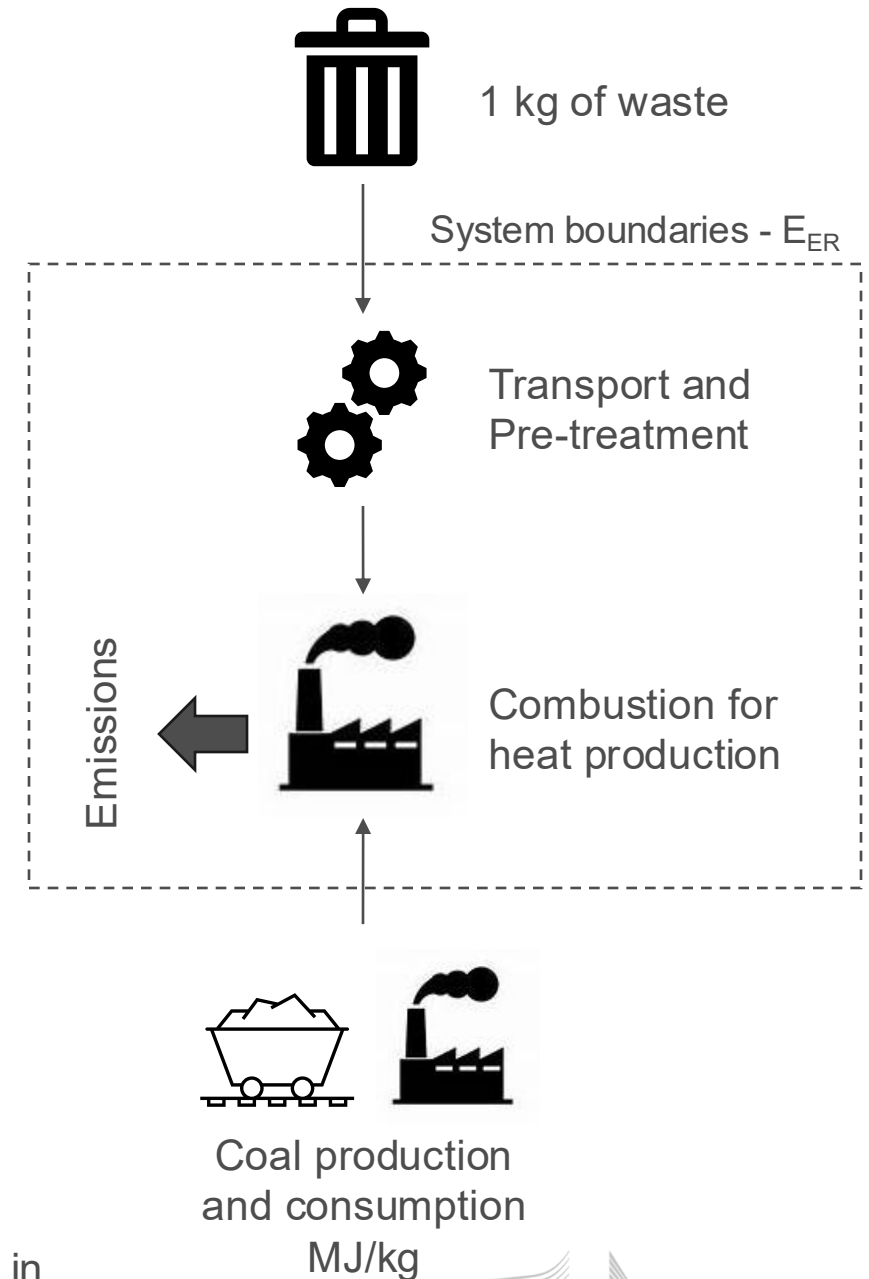 1 kg of waste
System boundaries - E_ER
Transport and
Pre-treatment
Emissions
Combustion for
heat production
Coal production
and consumption
MJ/kg
in